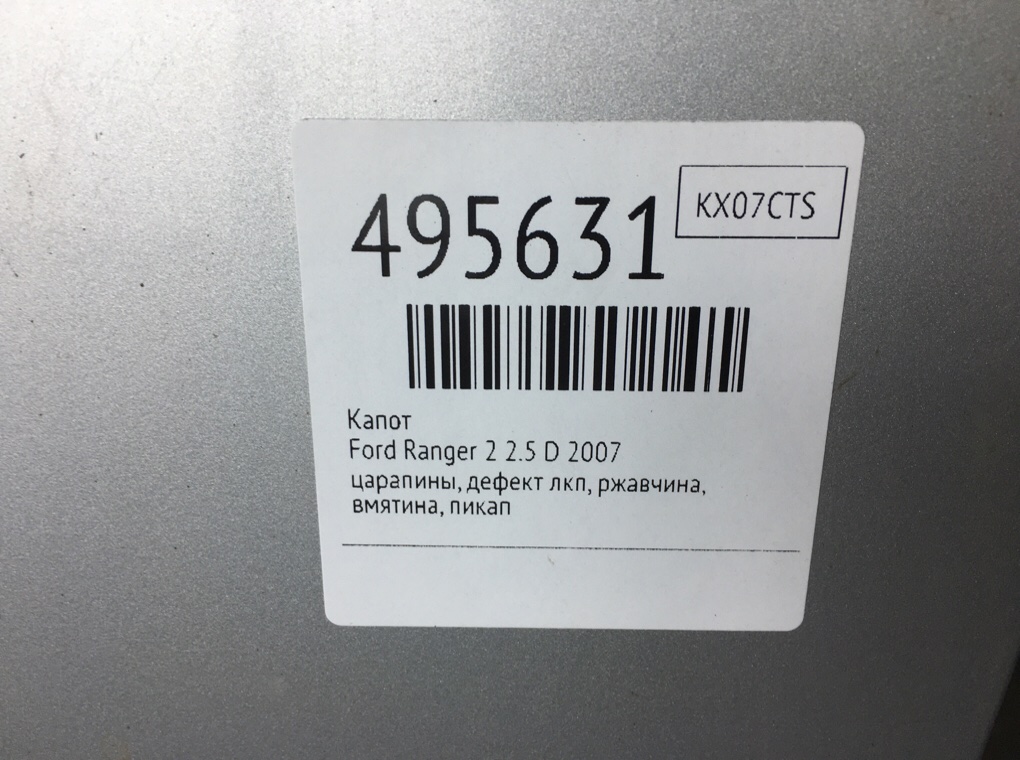 495631
KX07CTS
Капот
Ford Ranger 2 2.5 D 2007
царапины, дефект лкп, ржавчина,
вмятина, пикап